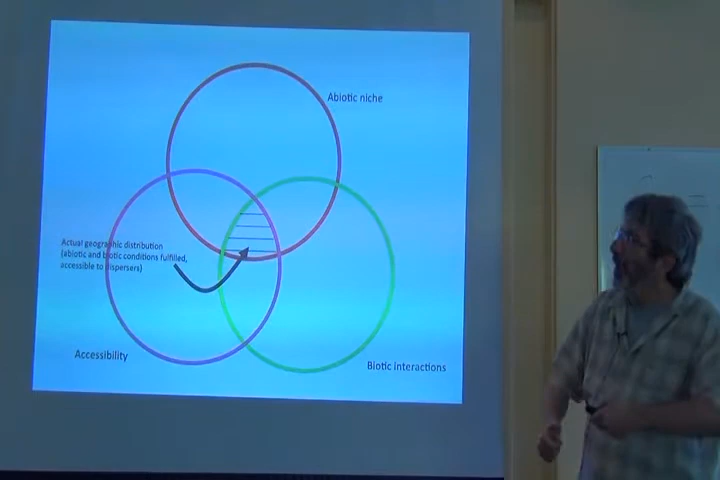 Abiotic niche
Actual geographic distribution
(abiotic and biotic conditions fulfilled,
accessible to dispersers)
Accessibility
Biotic interactions